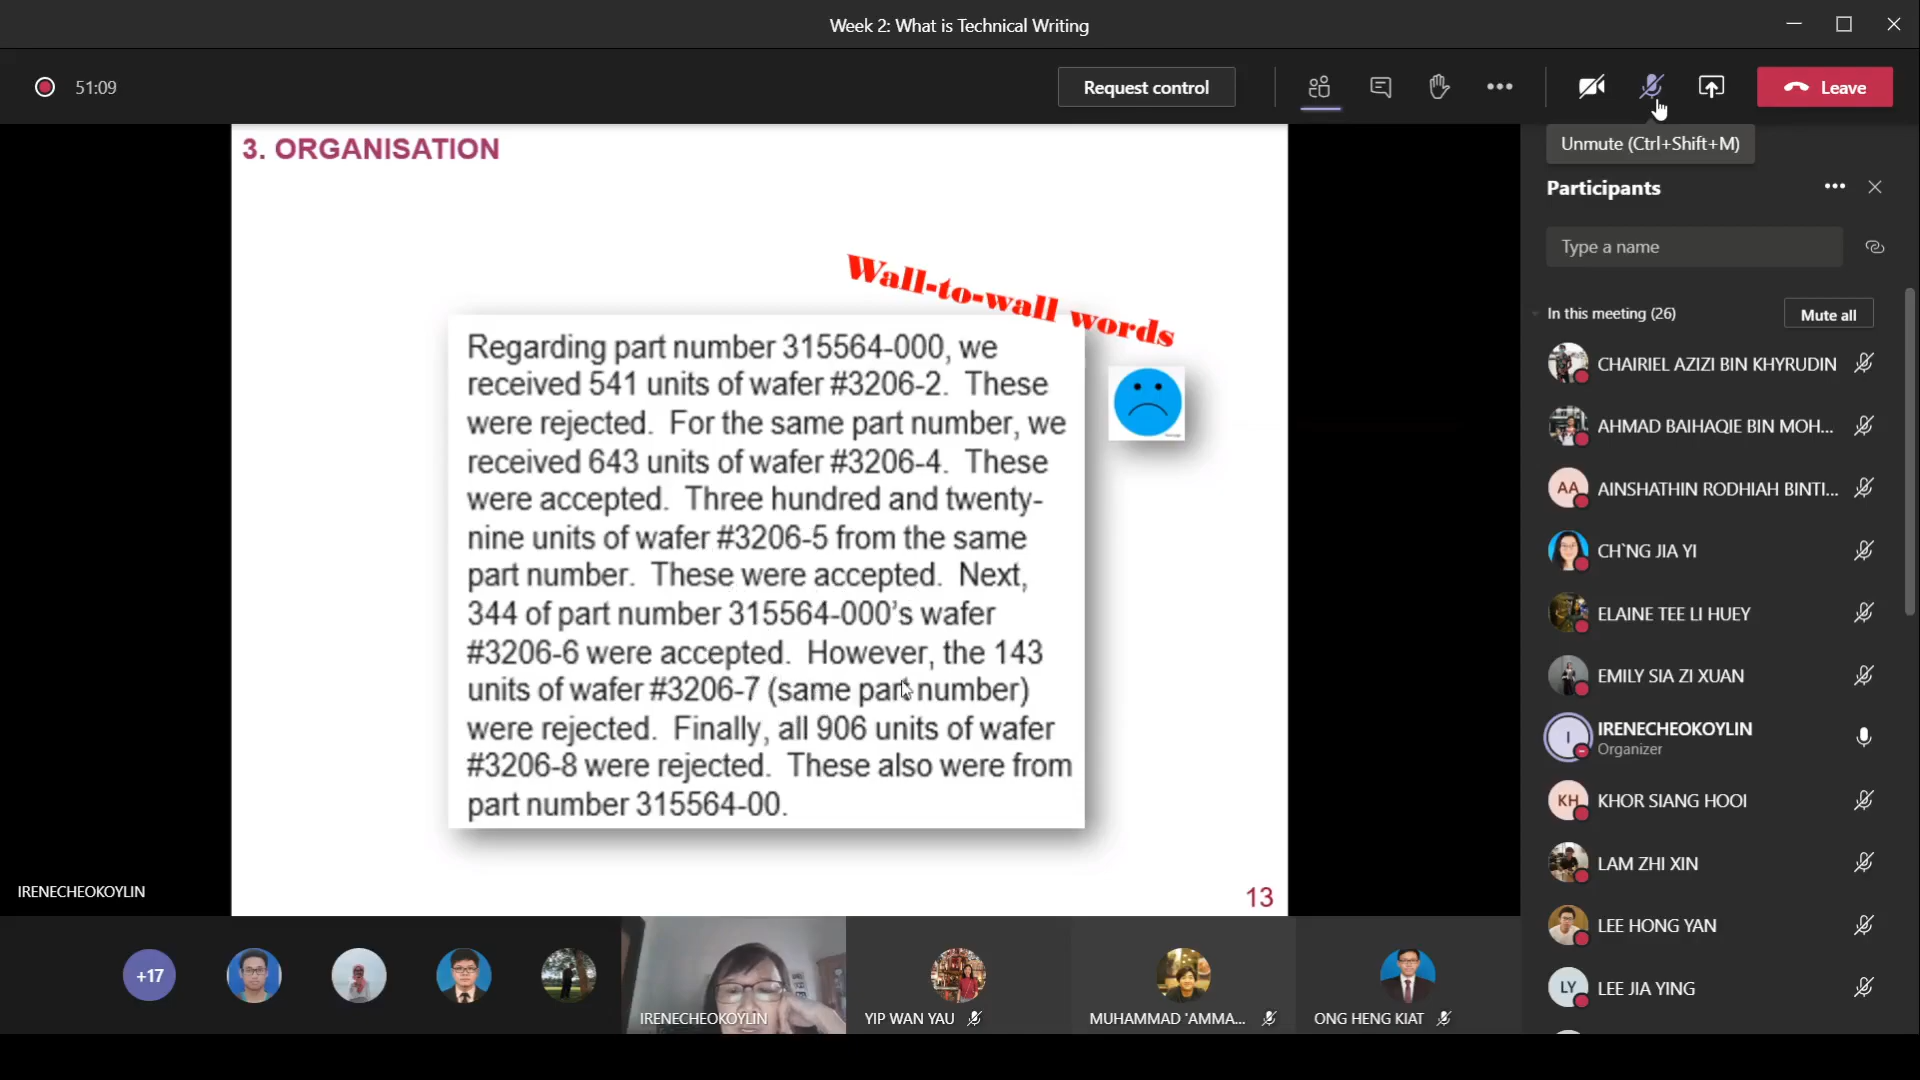 Week 2: What is Technical Writing
51:09
Request control
Leave
Unmute (Ctrl+Shift+M)
3. ORGANISATION
Wall-to-wall words
Regarding part number 315564-000, we
received 541 units of wafer #3206-2. These
were rejected. For the same part number, we
received 643 units of wafer #3206-4. These
were accepted. Three hundred and twenty-
nine units of wafer #3206-5 from the same
part number. These were accepted. Next,
344 of part number 315564-000's wafer
#3206-6 were accepted. However, the 143
units of wafer #3206-7 (same part number)
were rejected. Finally, all 906 units of wafer
#3206-8 were rejected. These also were from
part number 315564-00.
13
IRENECHEOKOYLIN
Participants
Type a name
In this meeting (26)
Mute all
CHAIRIEL AZIZI BIN KHYRUDIN
AHMAD BAIHAQIE BIN MOH...
AA AINSHATHIN RODHIAH BINTI...
CH`NG JIA YI
ELAINE TEE LI HUEY
EMILY SIA ZI XUAN
I IRENECHEOKOYLIN
Organizer
KH KHOR SIANG HOOI
LAM ZHI XIN
LEE HONG YAN
LY LEE JIA YING
+17
IRENECHEOKOYLIN
YIP WAN YAU
MUHAMMAD 'AMMA...
ONG HENG KIAT